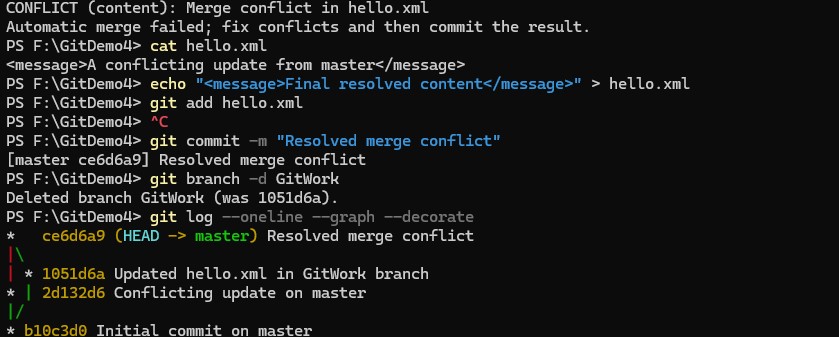 CONFLICT (content): Merge conflict in hello.xml
Automatic merge failed; fix conflicts and then commit the result.
PS F:\GitDemo4> cat hello.xml
<message>A conflicting update from master</message>
PS F:\GitDemo4> echo "<message>Final resolved content</message>" > hello.xml
PS F:\GitDemo4> git add hello.xml
PS F:\GitDemo4> ^C
PS F:\GitDemo4> git commit -m "Resolved merge conflict"
[master ce6d6a9] Resolved merge conflict
PS F:\GitDemo4> git branch -d GitWork
Deleted branch GitWork (was 1051d6a).
PS F:\GitDemo4> git log --oneline --graph --decorate
*   ce6d6a9 (HEAD -> master) Resolved merge conflict
|\
| * 1051d6a Updated hello.xml in GitWork branch
* | 2d132d6 Conflicting update on master
|/
* b10c3d0 Initial commit on master